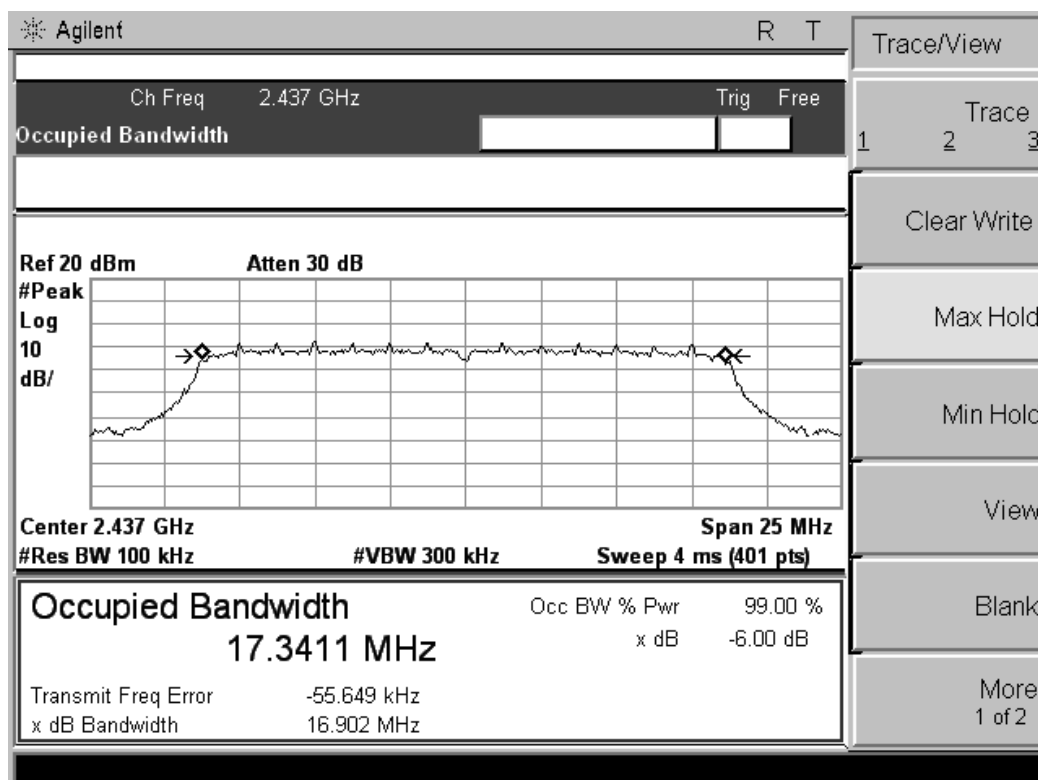 Agilent R T
Ch Freq 2.437 GHz Trig Free
Occupied Bandwidth
Ref 20 dBm Atten 30 dB
#Peak
Log
10
dB/
Center 2.437 GHz Span 25 MHz
#Res BW 100 kHz #VBW 300 kHz Sweep 4 ms (401 pts)
Occupied Bandwidth Occ BW % Pwr 99.00 %
17.3411 MHz x dB -6.00 dB
Transmit Freq Error -55.649 kHz
x dB Bandwidth 16.902 MHz
Trace/View
Trace
1 2 3
Clear Write
Max Hold
Min Hold
View
Blank
More
1 of 2